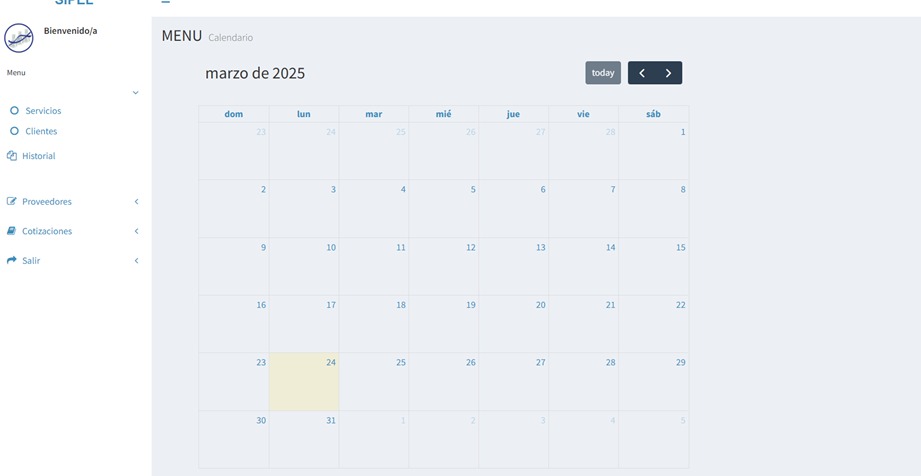 SIPEL
Bienvenido/a
Menu
Servicios
Clientes
Historial
Proveedores
Cotizaciones
Salir
MENU Calendario
marzo de 2025
today
dom lun mar mié jue vie sáb
23 24 25 26 27 28 1
2 3 4 5 6 7 8
9 10 11 12 13 14 15
16 17 18 19 20 21 22
23 24 25 26 27 28 29
30 31 1 2 3 4 5